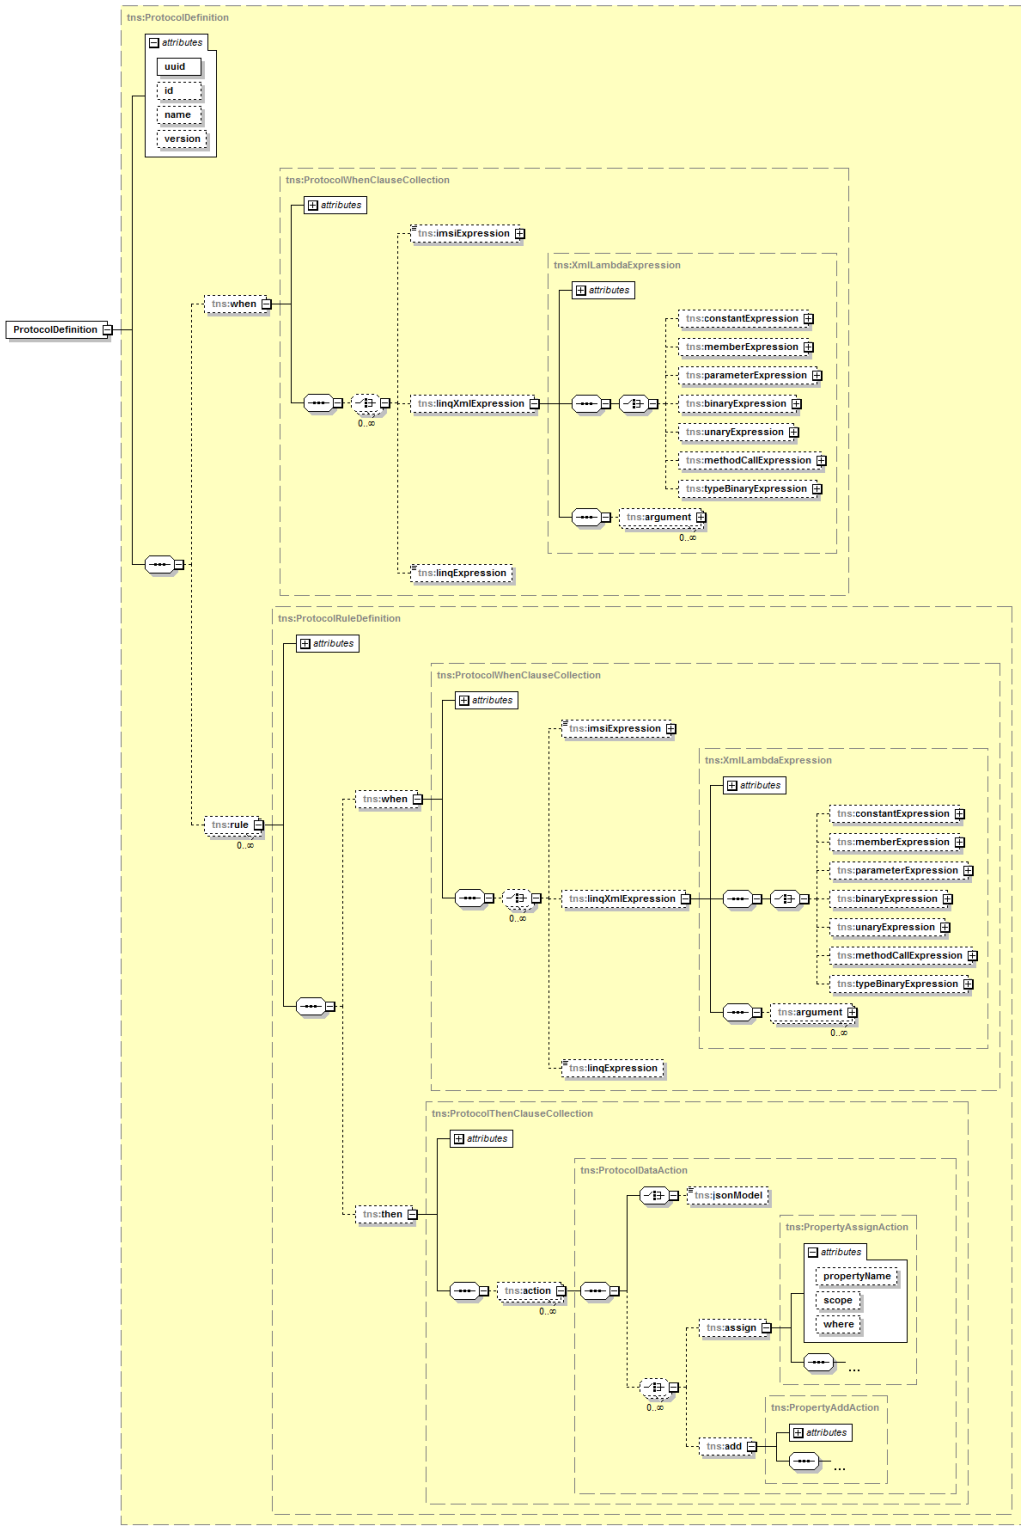 tns:ProtocolDefinition
attributes
uuid
id
name
version
tns:ProtocolWhenClauseCollection
attributes
tns:imsiExpression
tns:XmlLambdaExpression
attributes
tns:when
tns:constantExpression
ProtocolDefinition
tns:memberExpression
tns:parameterExpression
tns:linqXmlExpression
tns:binaryExpression
0..∞
tns:unaryExpression
tns:methodCallExpression
tns:typeBinaryExpression
tns:argument
0..∞
tns:linqExpression
tns:ProtocolRuleDefinition
attributes
tns:ProtocolWhenClauseCollection
attributes
tns:imsiExpression
tns:XmlLambdaExpression
attributes
tns:when
tns:constantExpression
tns:rule
0..∞
tns:memberExpression
tns:parameterExpression
tns:linqXmlExpression
tns:binaryExpression
0..∞
tns:unaryExpression
tns:methodCallExpression
tns:typeBinaryExpression
tns:argument
0..∞
tns:linqExpression
tns:ProtocolThenClauseCollection
attributes
tns:ProtocolDataAction
tns:jsonModel
tns:then
tns:PropertyAssignAction
attributes
propertyName
tns:action
0..∞
scope
where
tns:assign
...
0..∞
tns:PropertyAddAction
attributes
tns:add
...